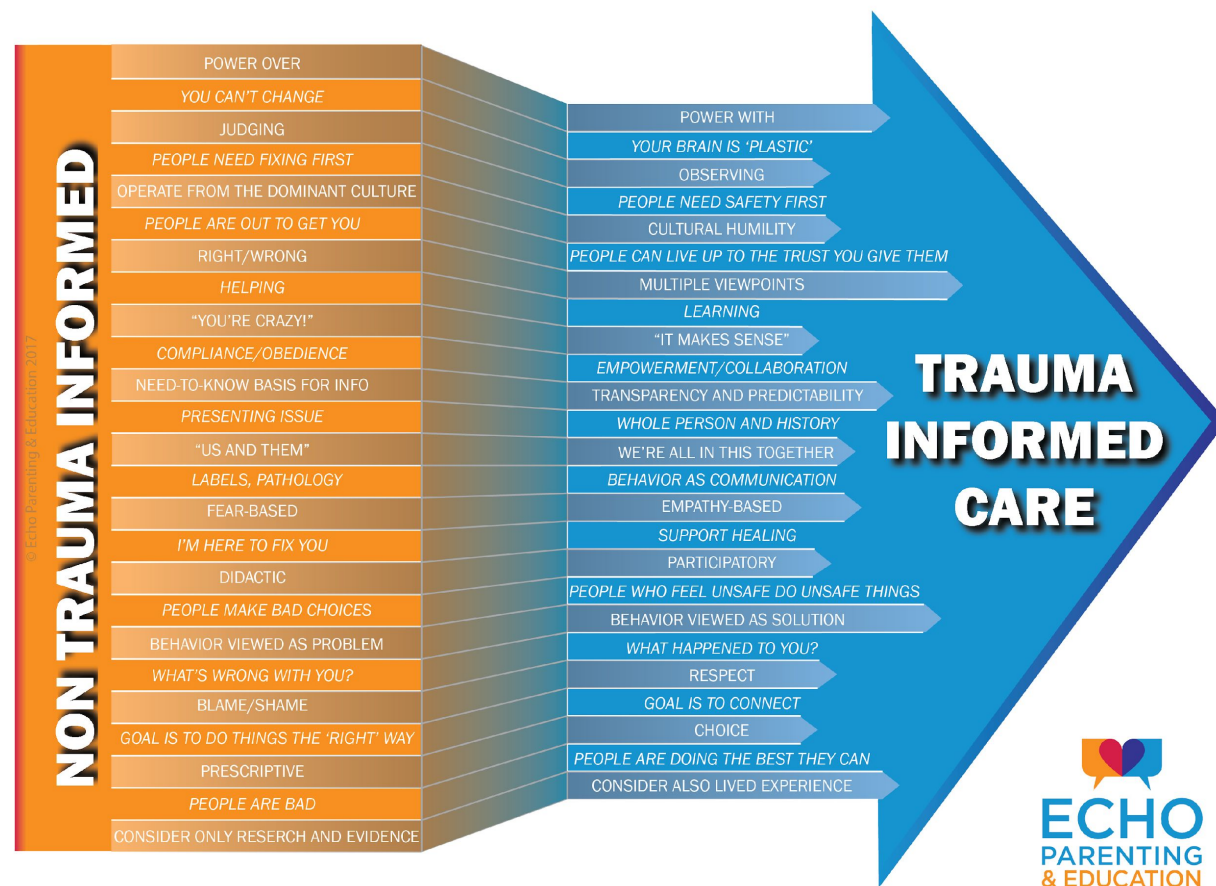 NON TRAUMA INFORMED
© Echo Parenting & Education 2017
POWER OVER
YOU CAN'T CHANGE
JUDGING
PEOPLE NEED FIXING FIRST
OPERATE FROM THE DOMINANT CULTURE
PEOPLE ARE OUT TO GET YOU
RIGHT/WRONG
HELPING
“YOU'RE CRAZY!”
COMPLIANCE/OBEDIENCE
NEED-TO-KNOW BASIS FOR INFO
PRESENTING ISSUE
“US AND THEM”
LABELS, PATHOLOGY
FEAR-BASED
I'M HERE TO FIX YOU
DIDACTIC
PEOPLE MAKE BAD CHOICES
BEHAVIOR VIEWED AS PROBLEM
WHAT'S WRONG WITH YOU?
BLAME/SHAME
GOAL IS TO DO THINGS THE ‘RIGHT’ WAY
PRESCRIPTIVE
PEOPLE ARE BAD
CONSIDER ONLY RESERCH AND EVIDENCE
POWER WITH
YOUR BRAIN IS ‘PLASTIC’
OBSERVING
PEOPLE NEED SAFETY FIRST
CULTURAL HUMILITY
PEOPLE CAN LIVE UP TO THE TRUST YOU GIVE THEM
MULTIPLE VIEWPOINTS
LEARNING
“IT MAKES SENSE”
EMPOWERMENT/COLLABORATION
TRANSPARENCY AND PREDICTABILITY
WHOLE PERSON AND HISTORY
WE'RE ALL IN THIS TOGETHER
BEHAVIOR AS COMMUNICATION
EMPATHY-BASED
SUPPORT HEALING
PARTICIPATORY
PEOPLE WHO FEEL UNSAFE DO UNSAFE THINGS
BEHAVIOR VIEWED AS SOLUTION
WHAT HAPPENED TO YOU?
RESPECT
GOAL IS TO CONNECT
CHOICE
PEOPLE ARE DOING THE BEST THEY CAN
CONSIDER ALSO LIVED EXPERIENCE
TRAUMA
INFORMED
CARE
ECHO
PARENTING
& EDUCATION